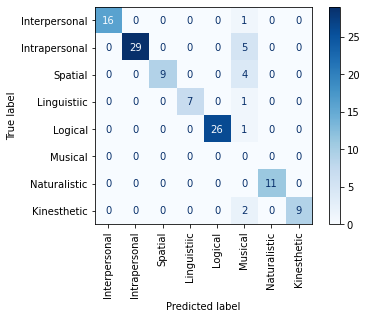 Interpersonal 16 0 0 0 0 1 0 0
Intrapersonal 0 29 0 0 0 5 0 0
Spatial 0 0 9 0 0 4 0 0
Linguistiic 0 0 0 7 0 1 0 0
Logical 0 0 0 0 26 1 0 0
Musical 0 0 0 0 0 0 0 0
Naturalistic 0 0 0 0 0 0 11 0
Kinesthetic 0 0 0 0 0 2 0 9
True label
Interpersonal
Intrapersonal
Spatial
Linguistiic
Logical
Musical
Naturalistic
Kinesthetic
Predicted label
25
20
15
10
5
0